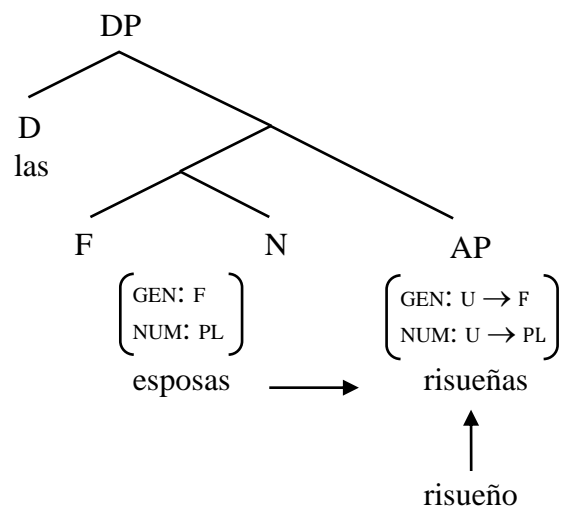 DP
D
las
F N AP
GEN: F
NUM: PL
GEN: U → F
NUM: U → PL
esposas → risueñas
risueño